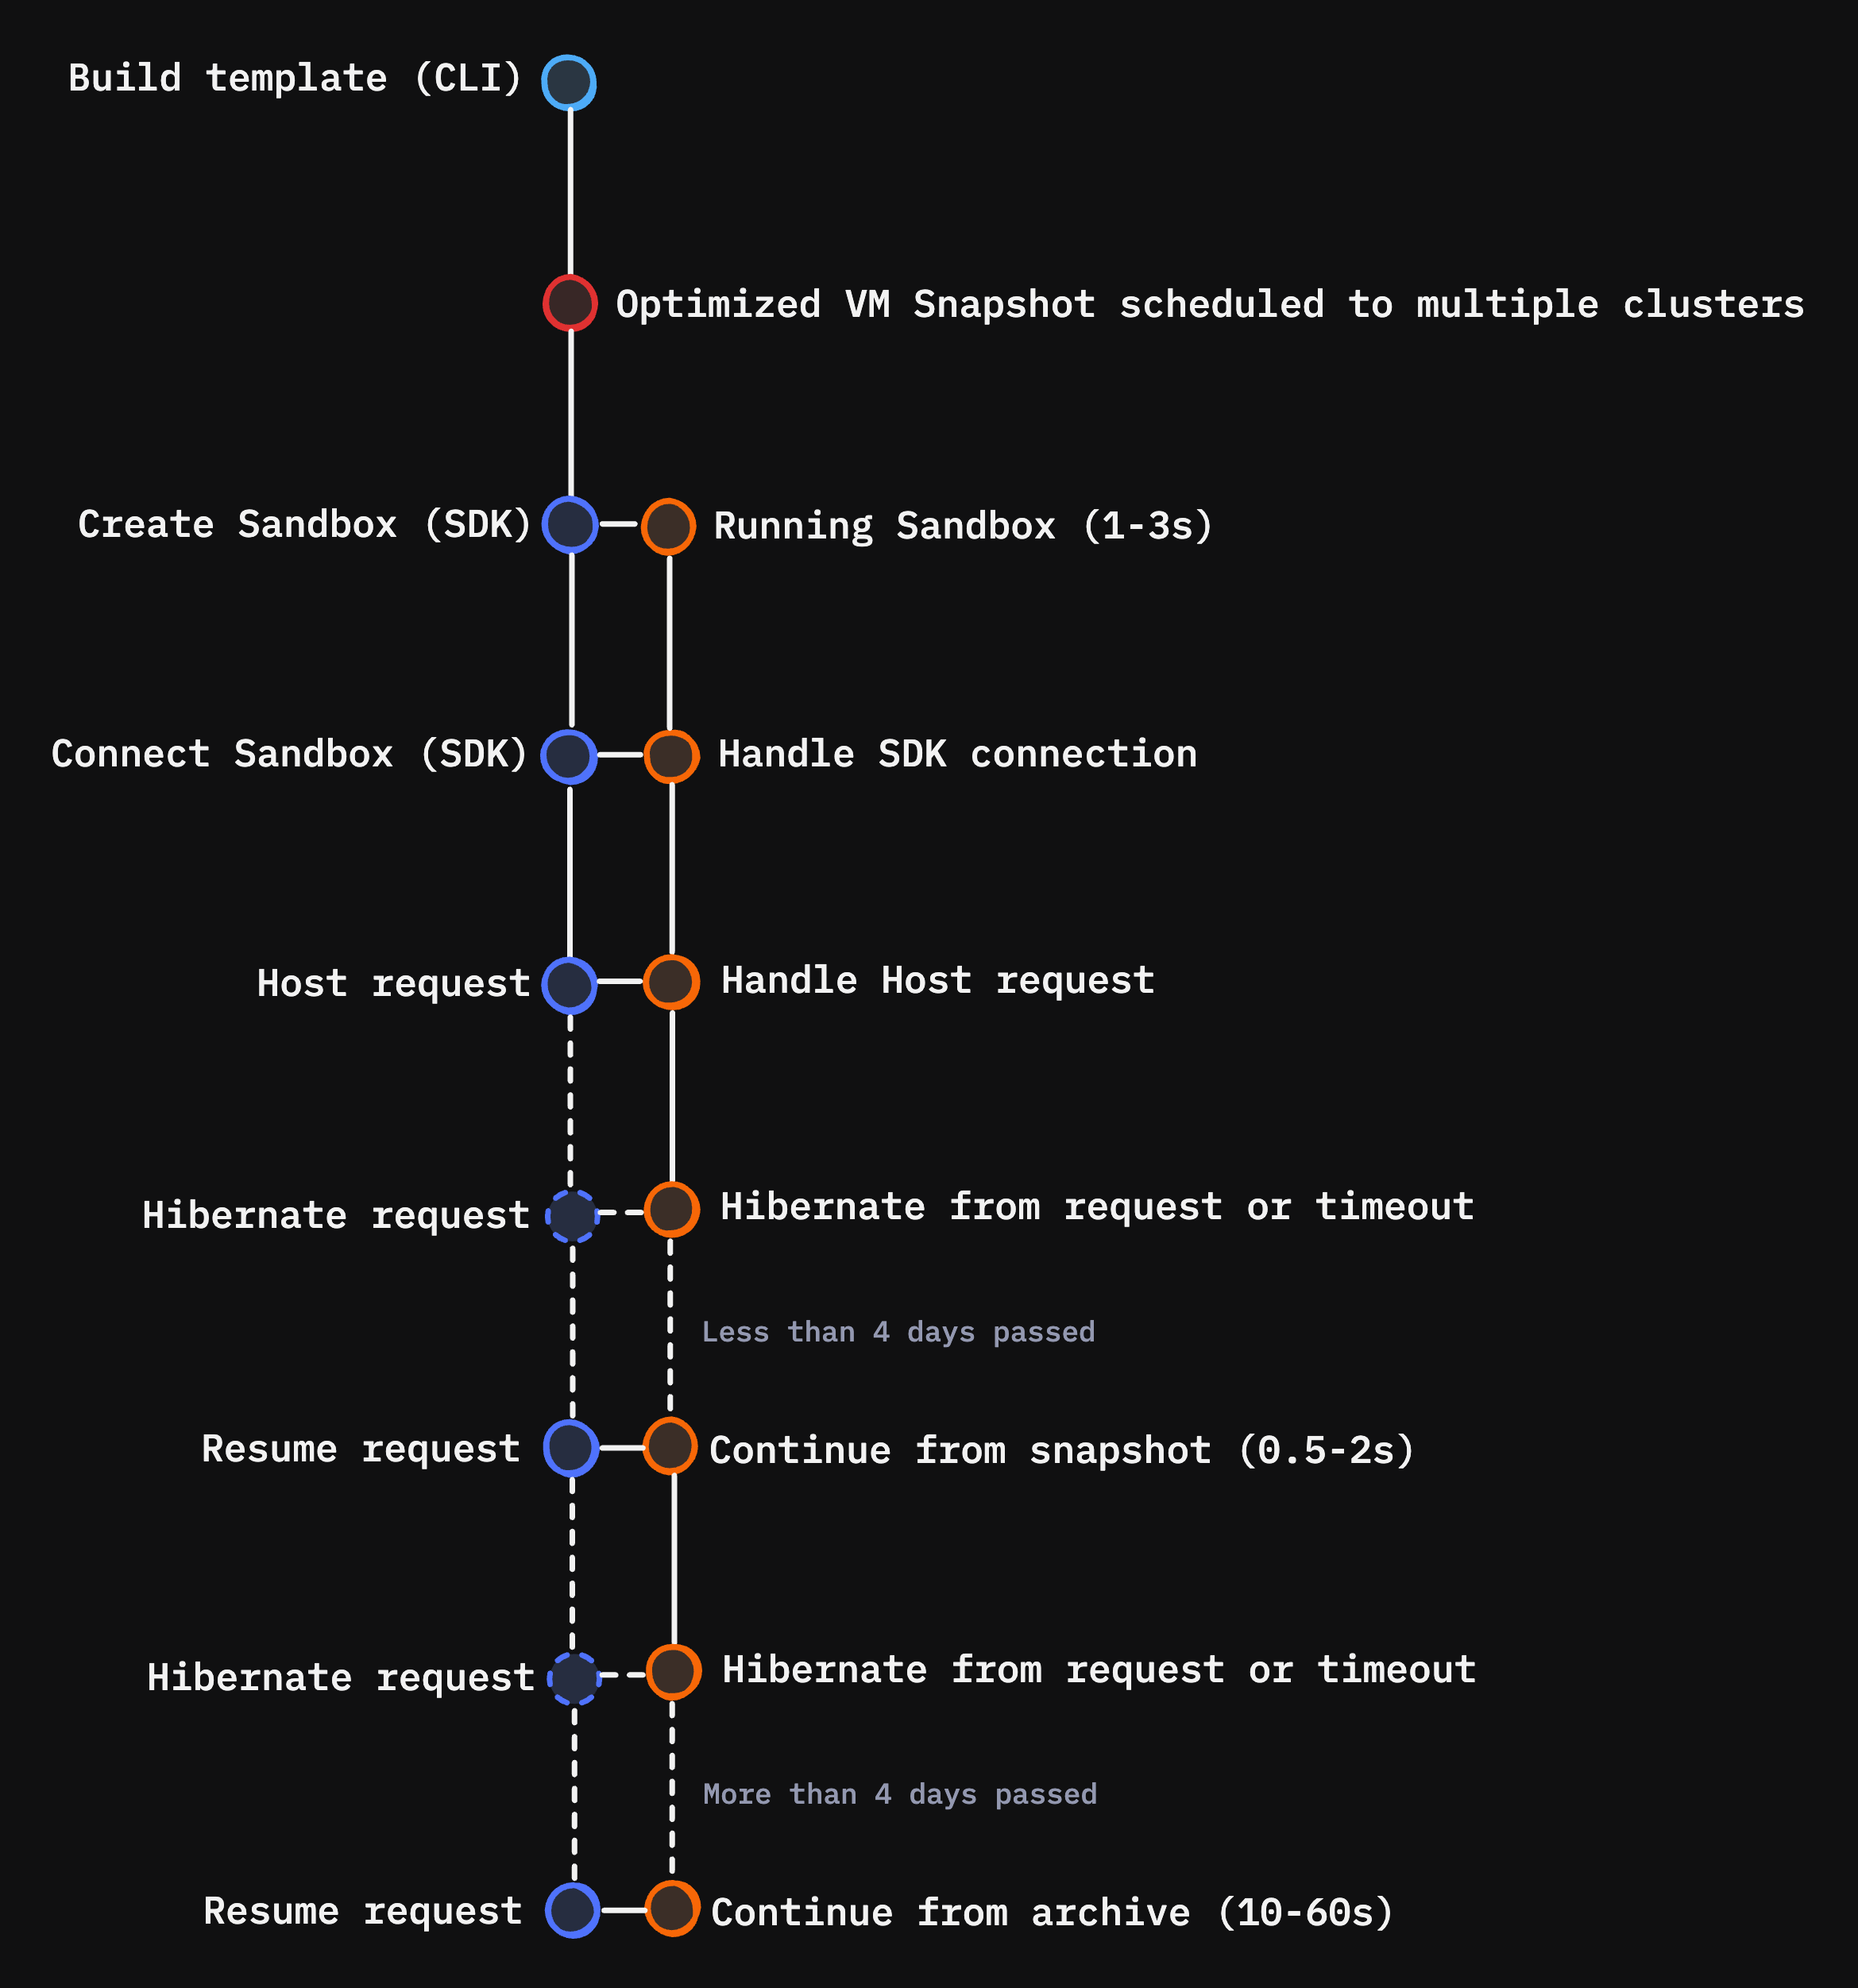 Build template (CLI)
Optimized VM Snapshot scheduled to multiple clusters
Create Sandbox (SDK)
Running Sandbox (1-3s)
Connect Sandbox (SDK)
Handle SDK connection
Host request
Handle Host request
Hibernate request
Hibernate from request or timeout
Less than 4 days passed
Resume request
Continue from snapshot (0.5-2s)
Hibernate request
Hibernate from request or timeout
More than 4 days passed
Resume request
Continue from archive (10-60s)